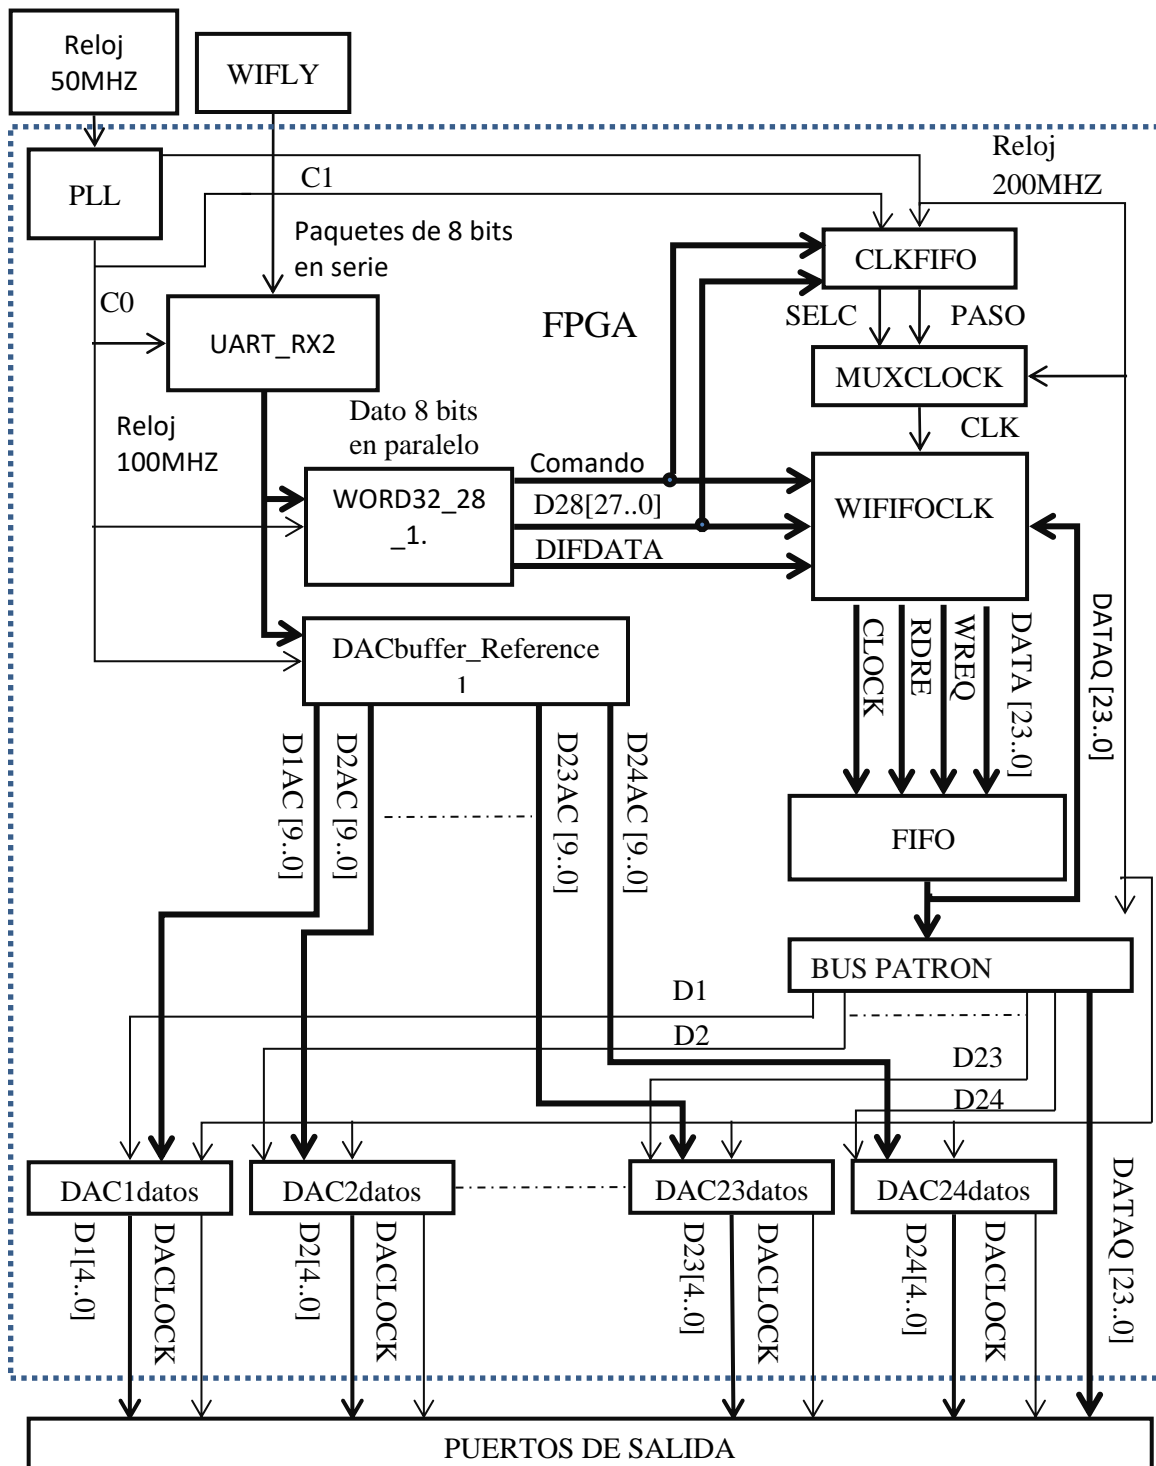 Reloj
50MHZ
WIFLY
Reloj
200MHZ
PLL
C1
Paquetes de 8 bits
en serie
CLKFIFO
C0
SELC
PASO
FPGA
UART_RX2
MUXCLOCK
Reloj
100MHZ
Dato 8 bits
en paralelo
CLK
Comando
WORD32_28
_1.
D28[27..0]
WIFIFOCLK
DIFDATA
DACbuffer_Reference
1
CLOCK
RDRE
WREQ
DATA [23..0]
DATAQ [23..0]
D1AC [9..0]
D2AC [9..0]
D23AC [9..0]
D24AC [9..0]
FIFO
BUS PATRON
D1
D2
D23
D24
DAC1datos
DAC2datos
DAC23datos
DAC24datos
D1[4..0]
DACLOCK
D2[4..0]
DACLOCK
D23[4..0]
DACLOCK
D24[4..0]
DACLOCK
DATAQ [23..0]
PUERTOS DE SALIDA